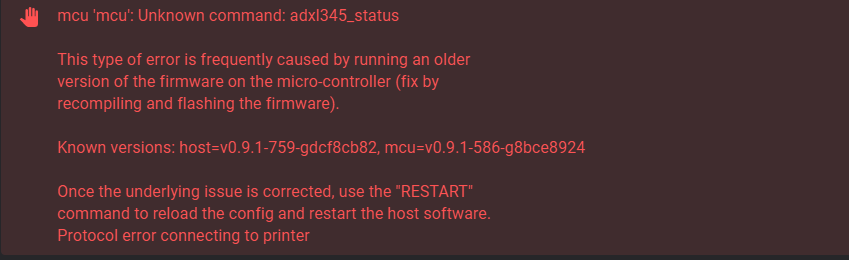 mcu 'mcu': Unknown command: adxl345_status
This type of error is frequently caused by running an older
version of the firmware on the micro-controller (fix by
recompiling and flashing the firmware).
Known versions: host=v0.9.1-759-gdcf8cb82, mcu=v0.9.1-586-g8bce8924
Once the underlying issue is corrected, use the "RESTART"
command to reload the config and restart the host software.
Protocol error connecting to printer